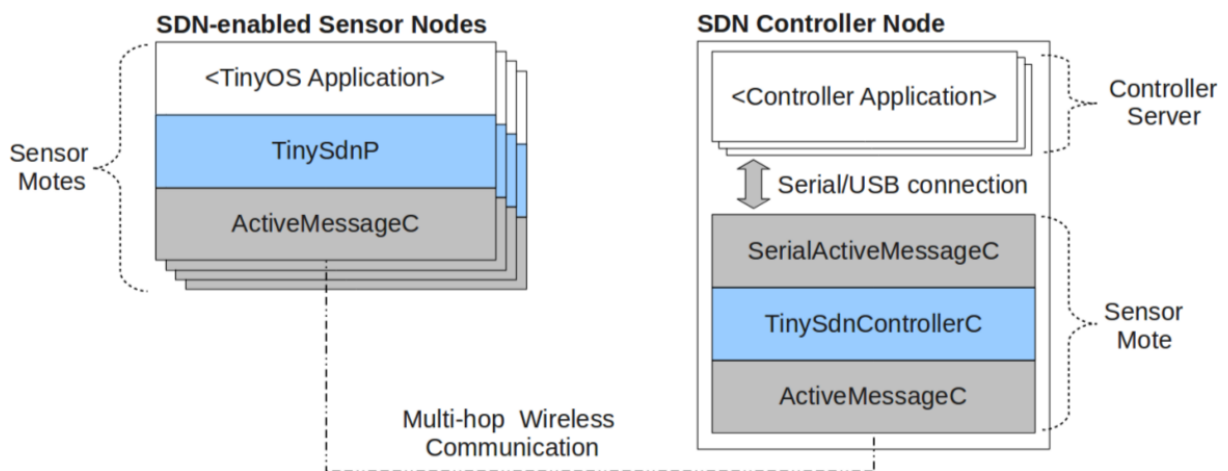 SDN-enabled Sensor Nodes
<TinyOS Application>
TinySdnP
ActiveMessageC
Sensor
Motes
SDN Controller Node
<Controller Application>
Controller
Server
Serial/USB connection
SerialActiveMessageC
TinySdnControllerC
ActiveMessageC
Sensor
Mote
Multi-hop Wireless
Communication